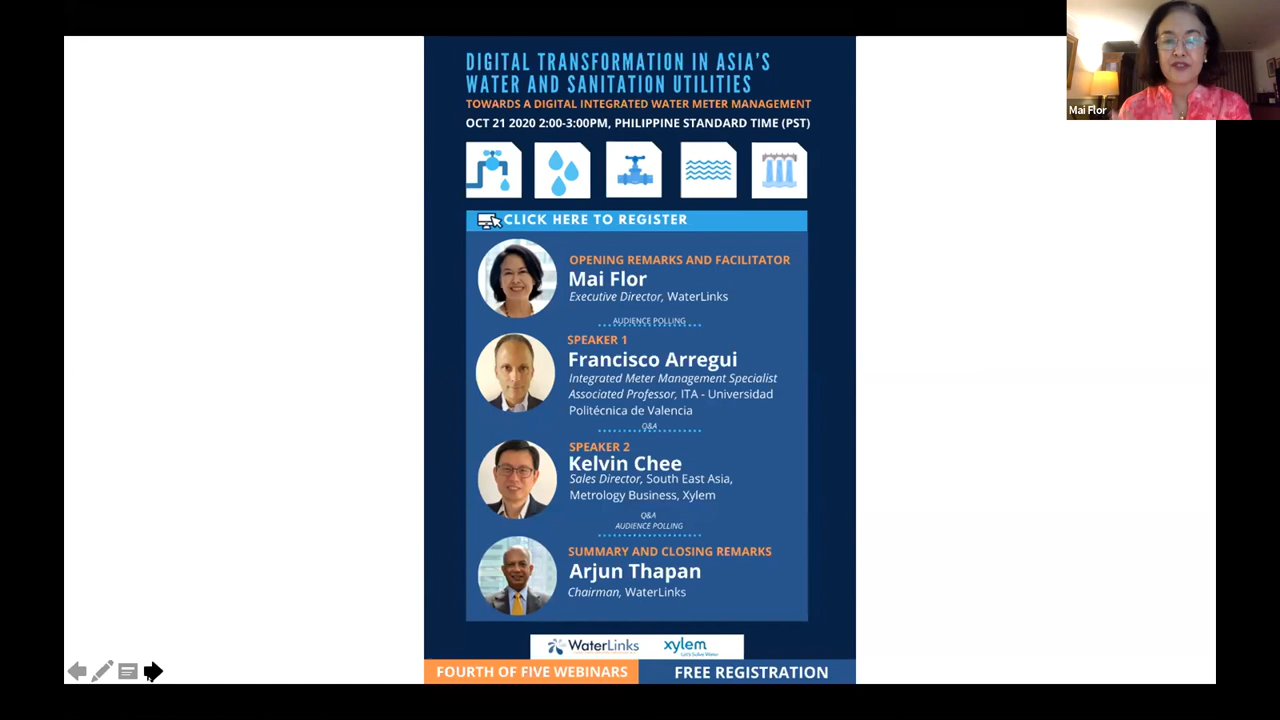 DIGITAL TRANSFORMATION IN ASIA'S
WATER AND SANITATION UTILITIES
TOWARDS A DIGITAL INTEGRATED WATER METER MANAGEMENT
OCT 21 2020 2:00-3:00PM, PHILIPPINE STANDARD TIME (PST)
CLICK HERE TO REGISTER
OPENING REMARKS AND FACILITATOR
Mai Flor
Executive Director, WaterLinks
AUDIENCE POLLING
SPEAKER 1
Francisco Arregui
Integrated Meter Management Specialist
Associated Professor, ITA - Universidad
Politécnica de Valencia
Q&A
SPEAKER 2
Kelvin Chee
Sales Director, South East Asia,
Metrology Business, Xylem
Q&A
AUDIENCE POLLING
SUMMARY AND CLOSING REMARKS
Arjun Thapan
Chairman, WaterLinks
WaterLinks
xylem
Let's Solve Water
FOURTH OF FIVE WEBINARS
FREE REGISTRATION
Mai Flor